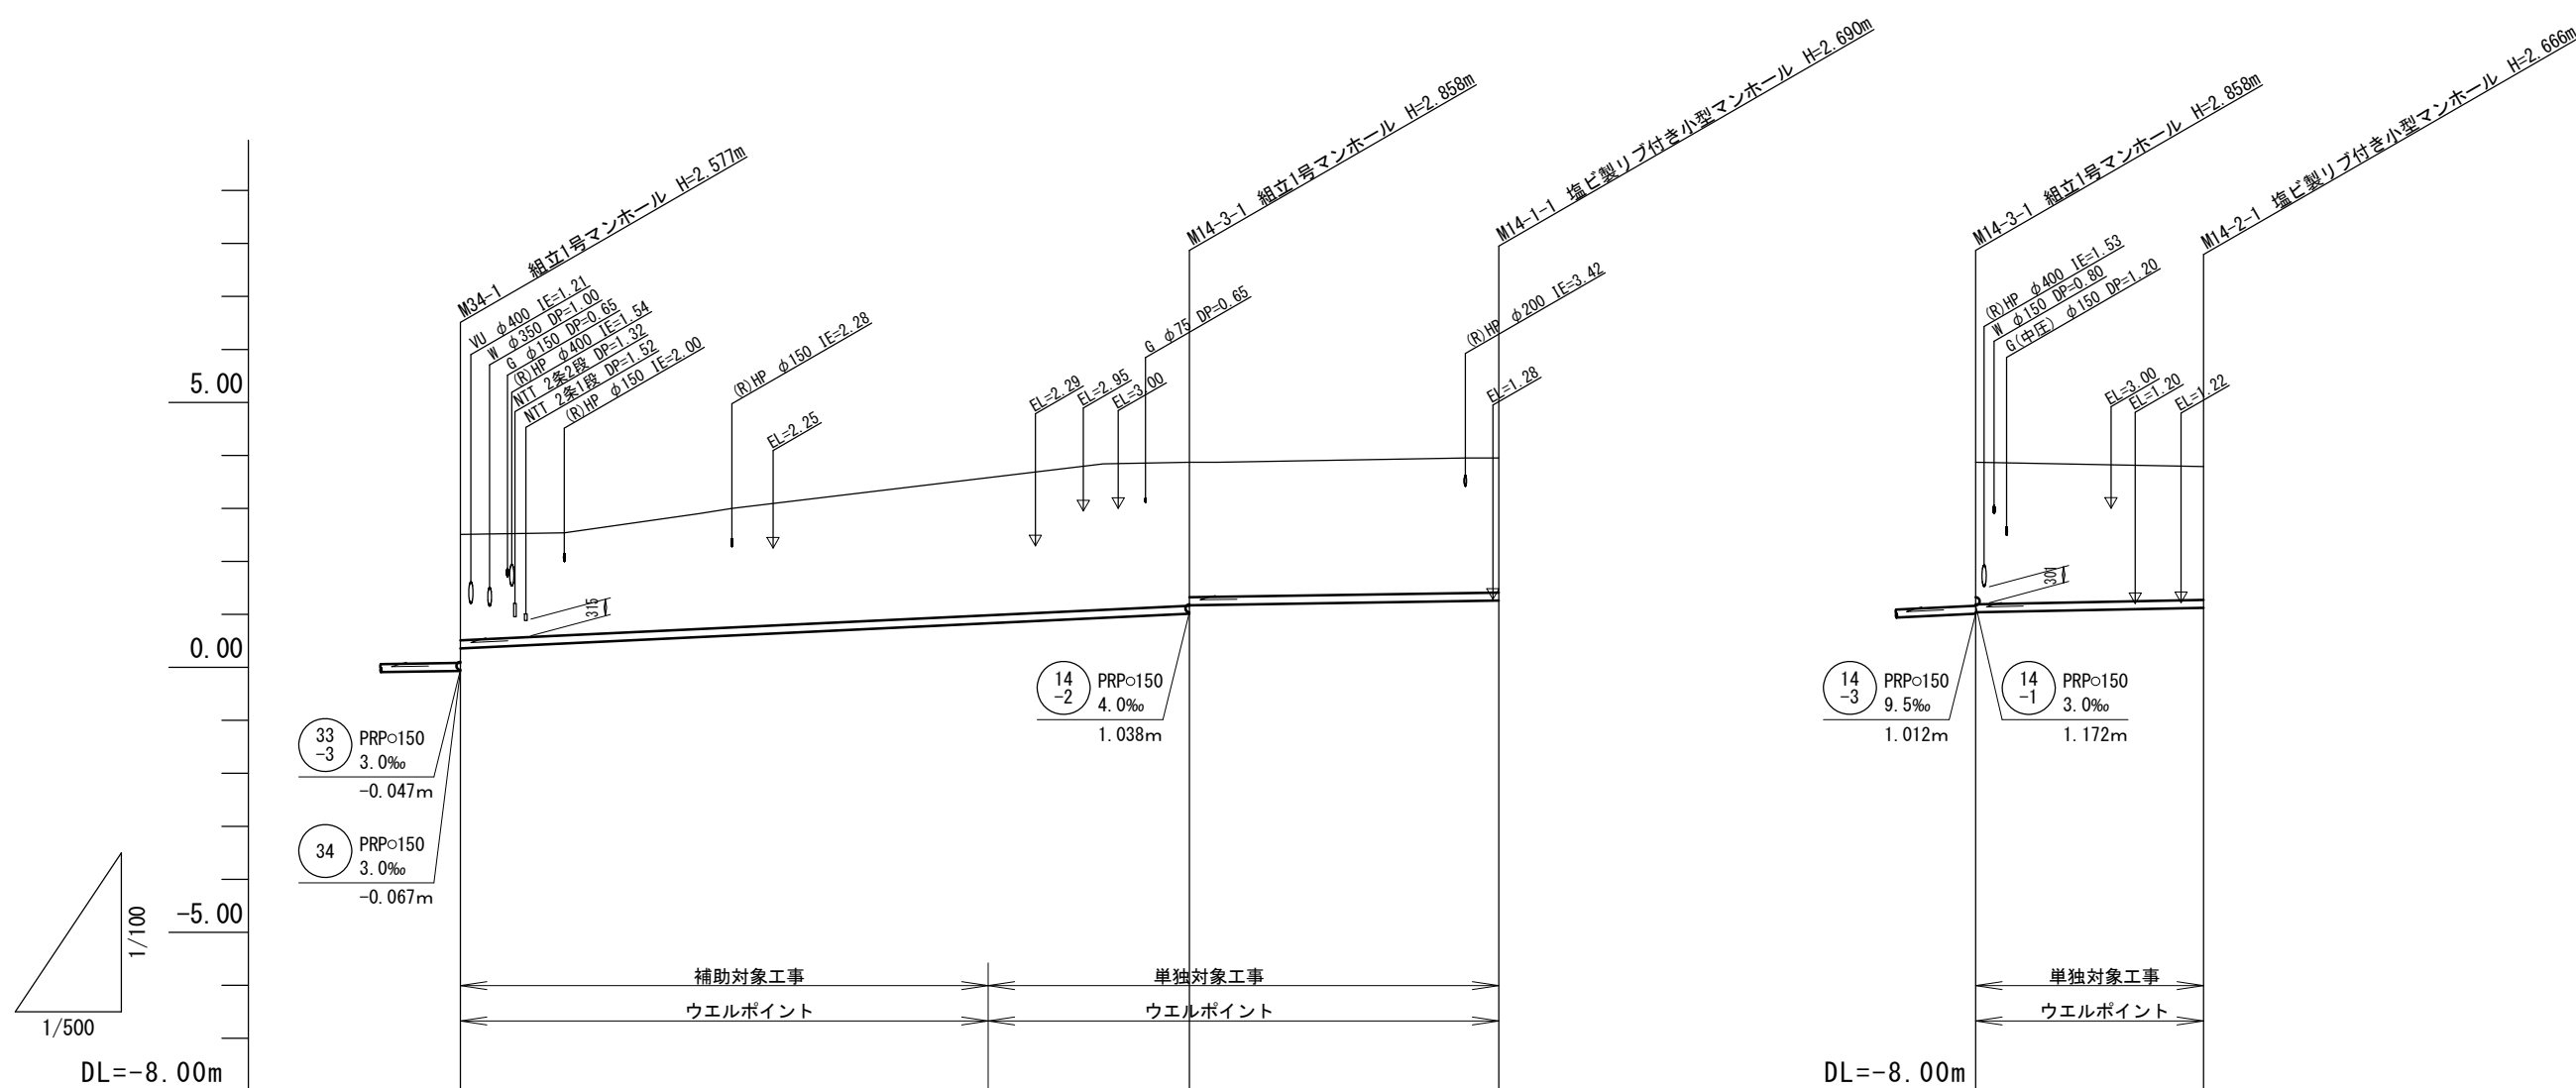 M34-1 組立1号マンホール H=2.577m
VU φ400 IE=1.21
W φ350 DP=1.00
G φ150 DP=0.65
(R)HP φ400 IE=1.54
NTT 2条2段 DP=1.32
NTT 2条1段 DP=1.52
(R)HP φ150 IE=2.00
(R)HP φ150 IE=2.28
EL=2.25
EL=2.29
EL=2.95
EL=3.00
G φ75 DP=0.65
M14-3-1 組立1号マンホール H=2.858m
(R)HP φ200 IE=3.42
EL=1.28
M14-1-1 塩ビ製リブ付き小型マンホール H=2.690m
M14-3-1 組立1号マンホール H=2.858m
(R)HP φ400 IE=1.53
W φ150 DP=0.80
G(中圧) φ150 DP=1.20
EL=3.00
EL=1.20
EL=1.22
M14-2-1 塩ビ製リブ付き小型マンホール H=2.666m
5.00
0.00
-5.00
315
301
33
-3
PRP○150
3.0‰
-0.047m
34
PRP○150
3.0‰
-0.067m
14
-2
PRP○150
4.0‰
1.038m
14
-3
PRP○150
9.5‰
1.012m
14
-1
PRP○150
3.0‰
1.172m
1/100
1/500
補助対象工事
単独対象工事
単独対象工事
ウエルポイント
ウエルポイント
ウエルポイント
DL=-8.00m
DL=-8.00m